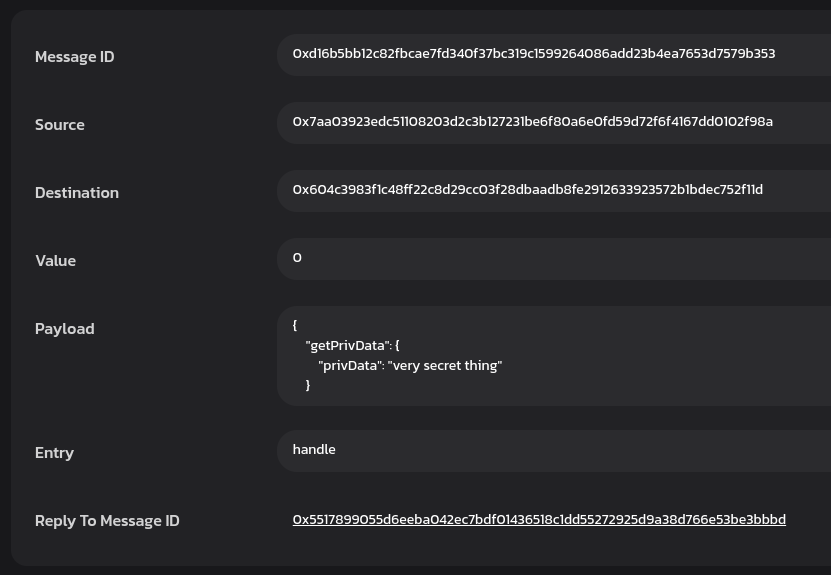 Message ID 0xd16b5bb12c82fbcae7fd340f37bc319c1599264086add23b4ea7653d7579b353
Source 0x7aa03923edc51108203d2c3b127231be6f80a6e0fd59d72f6f4167dd0102f98a
Destination 0x604c3983f1c48ff22c8d29cc03f28dbaadb8fe2912633923572b1bdec752f11d
Value 0
Payload {
"getPrivData": {
"privData": "very secret thing"
}
Entry handle
Reply To Message ID 0x5517899055d6eeba042ec7bdf01436518c1dd55272925d9a38d766e53be3bbbd